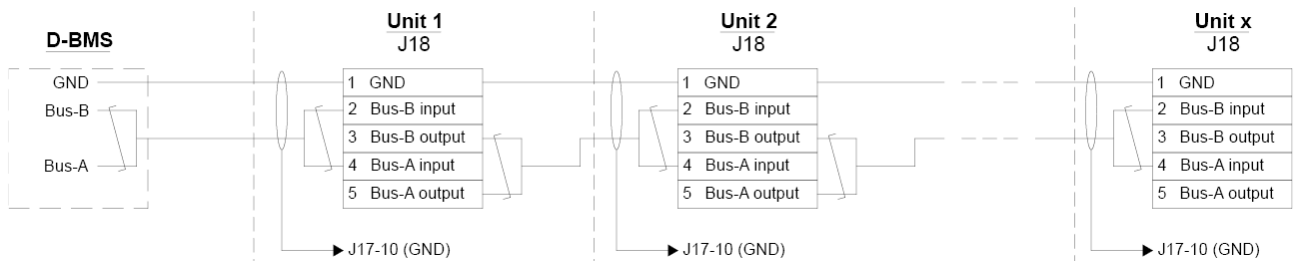 D-BMS
GND
Bus-B
Bus-A
Unit 1
J18
1 GND
2 Bus-B input
3 Bus-B output
4 Bus-A input
5 Bus-A output
J17-10 (GND)
Unit 2
J18
1 GND
2 Bus-B input
3 Bus-B output
4 Bus-A input
5 Bus-A output
J17-10 (GND)
Unit x
J18
1 GND
2 Bus-B input
3 Bus-B output
4 Bus-A input
5 Bus-A output
J17-10 (GND)